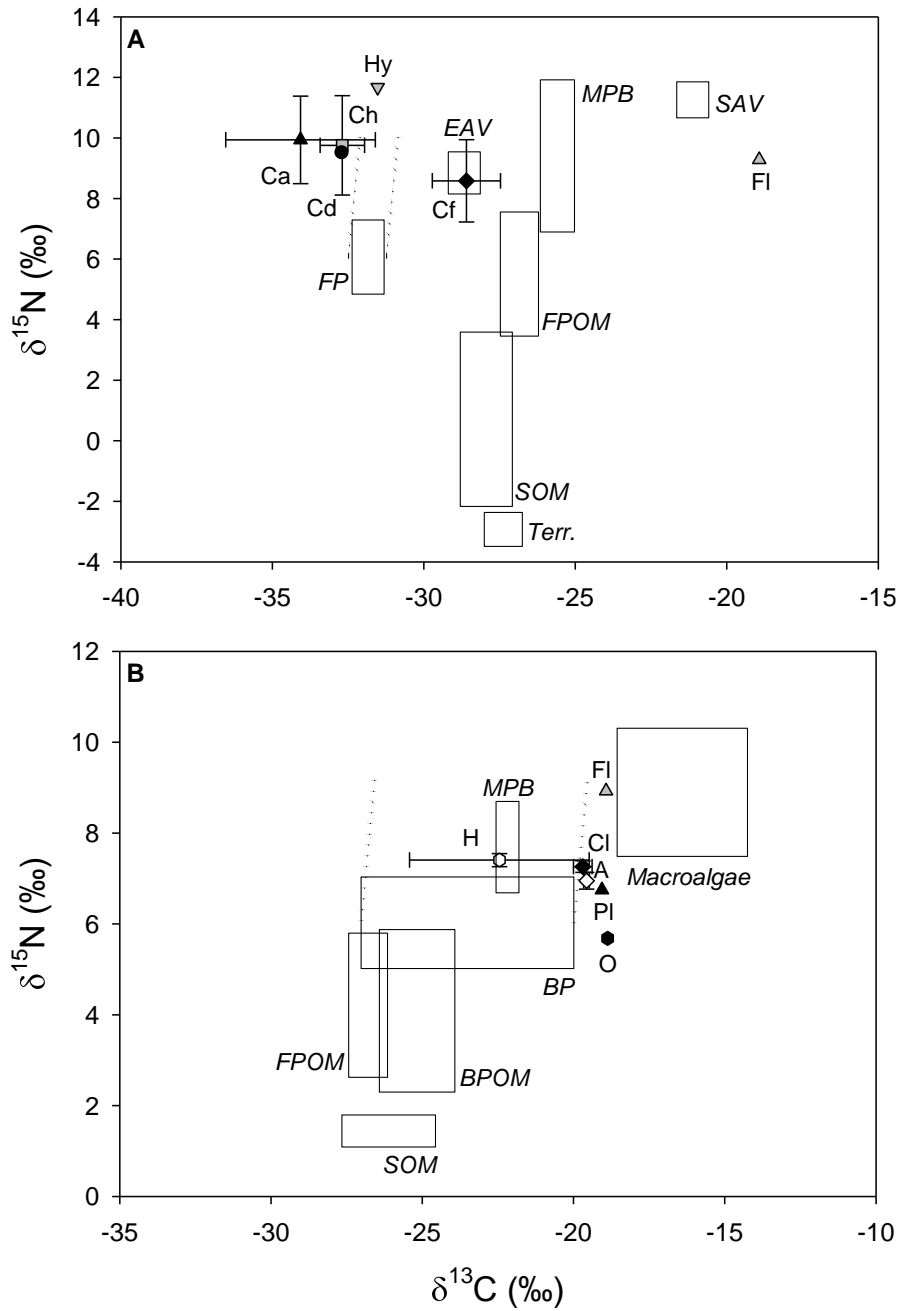 A
14
12
10
8
6
4
2
0
-2
-4
δ15N (‰)
Hy
Ch
Ca
Cd
Cf
EAV
MPB
SAV
Fl
FP
FPOM
SOM
Terr.
-40 -35 -30 -25 -20 -15
B
12
10
8
6
4
2
0
δ15N (‰)
Fl
MPB
H
Cl
A
Macroalgae
Pl
O
BP
FPOM
BPOM
SOM
-35 -30 -25 -20 -15 -10
δ13C (‰)